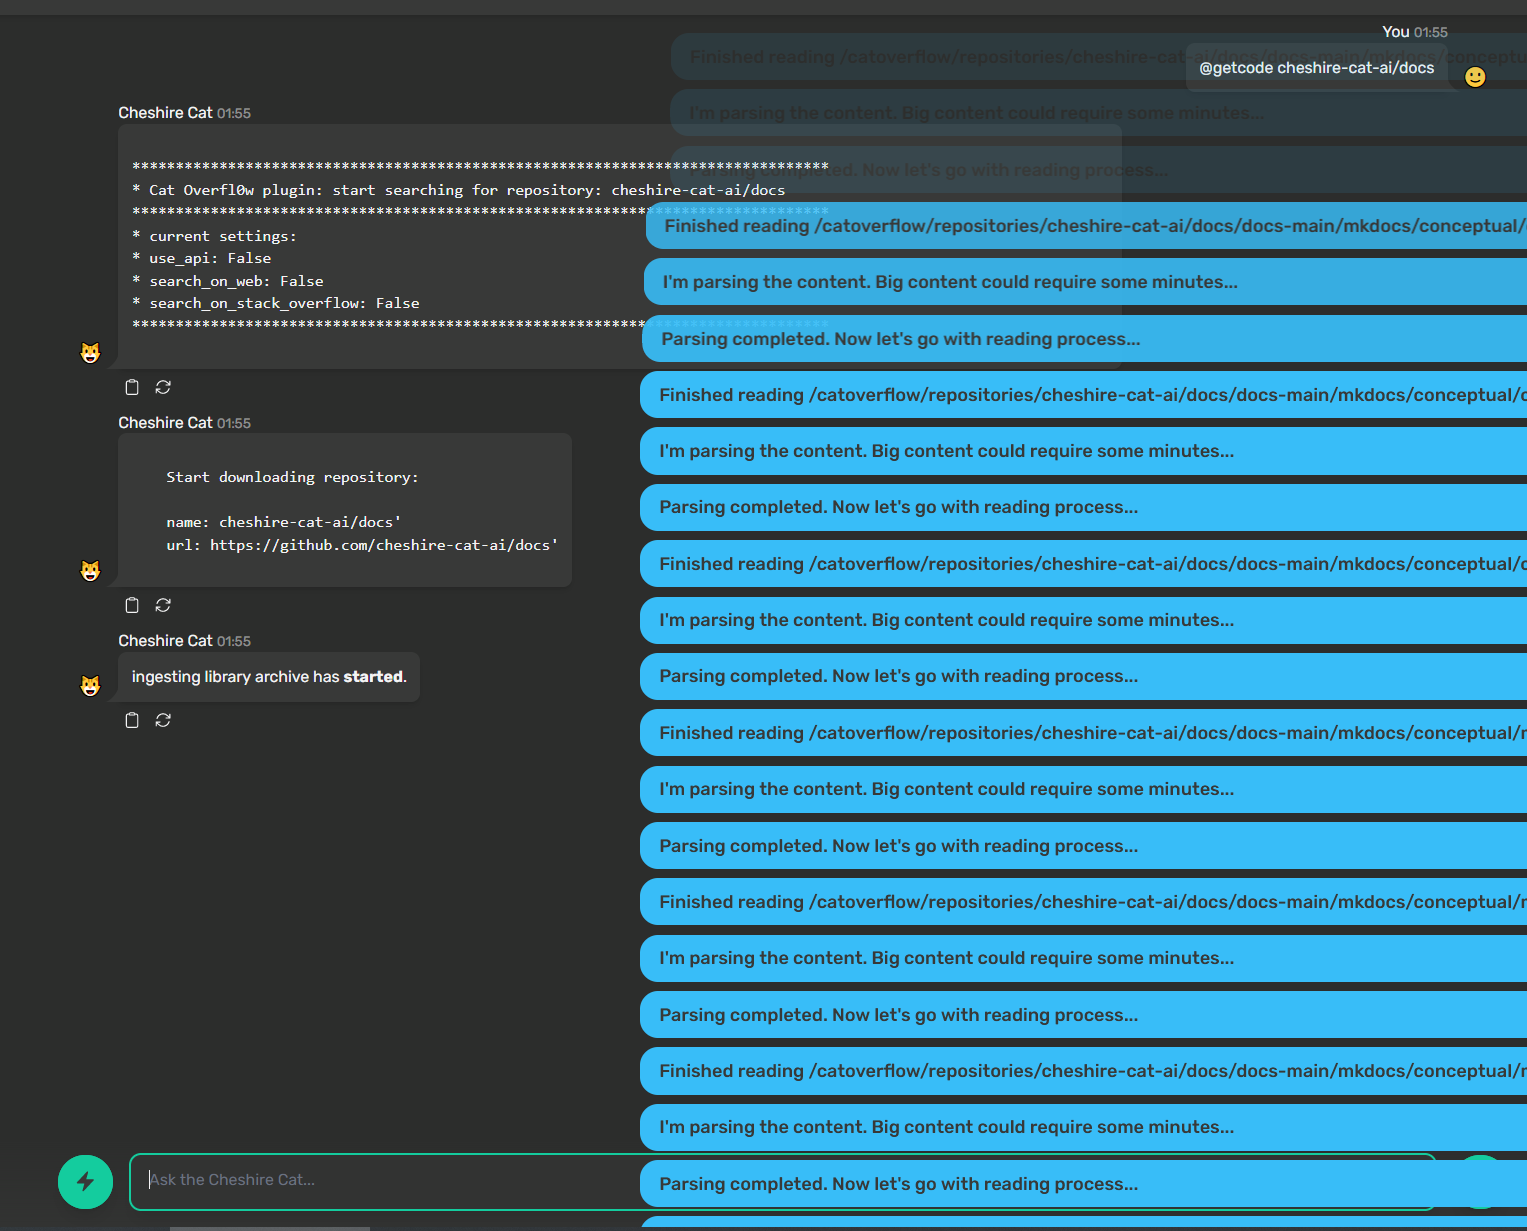 You 01:55
@getcode cheshire-cat-ai/docs
Cheshire Cat 01:55
********************************************************************************
* Cat Overfl0w plugin: start searching for repository: cheshire-cat-ai/docs
********************************************************************************
* current settings:
* use_api: False
* search_on_web: False
* search_on_stack_overflow: False
********************************************************************************
Cheshire Cat 01:55
Start downloading repository:
name: cheshire-cat-ai/docs'
url: https://github.com/cheshire-cat-ai/docs'
Cheshire Cat 01:55
ingesting library archive has started.
Ask the Cheshire Cat...
Finished reading /catoverflow/repositories/cheshire-cat-ai/docs/docs-main/mkdocs/conceptu
I'm parsing the content. Big content could require some minutes...
Parsing completed. Now let's go with reading process...
Finished reading /catoverflow/repositories/cheshire-cat-ai/docs/docs-main/mkdocs/conceptual/
I'm parsing the content. Big content could require some minutes...
Parsing completed. Now let's go with reading process...
Finished reading /catoverflow/repositories/cheshire-cat-ai/docs/docs-main/mkdocs/conceptual/
I'm parsing the content. Big content could require some minutes...
Parsing completed. Now let's go with reading process...
Finished reading /catoverflow/repositories/cheshire-cat-ai/docs/docs-main/mkdocs/conceptual/
I'm parsing the content. Big content could require some minutes...
Parsing completed. Now let's go with reading process...
Finished reading /catoverflow/repositories/cheshire-cat-ai/docs/docs-main/mkdocs/conceptual/
I'm parsing the content. Big content could require some minutes...
Parsing completed. Now let's go with reading process...
Finished reading /catoverflow/repositories/cheshire-cat-ai/docs/docs-main/mkdocs/conceptual/
I'm parsing the content. Big content could require some minutes...
Parsing completed. Now let's go with reading process...
Finished reading /catoverflow/repositories/cheshire-cat-ai/docs/docs-main/mkdocs/conceptual/
I'm parsing the content. Big content could require some minutes...
Parsing completed. Now let's go with reading process...